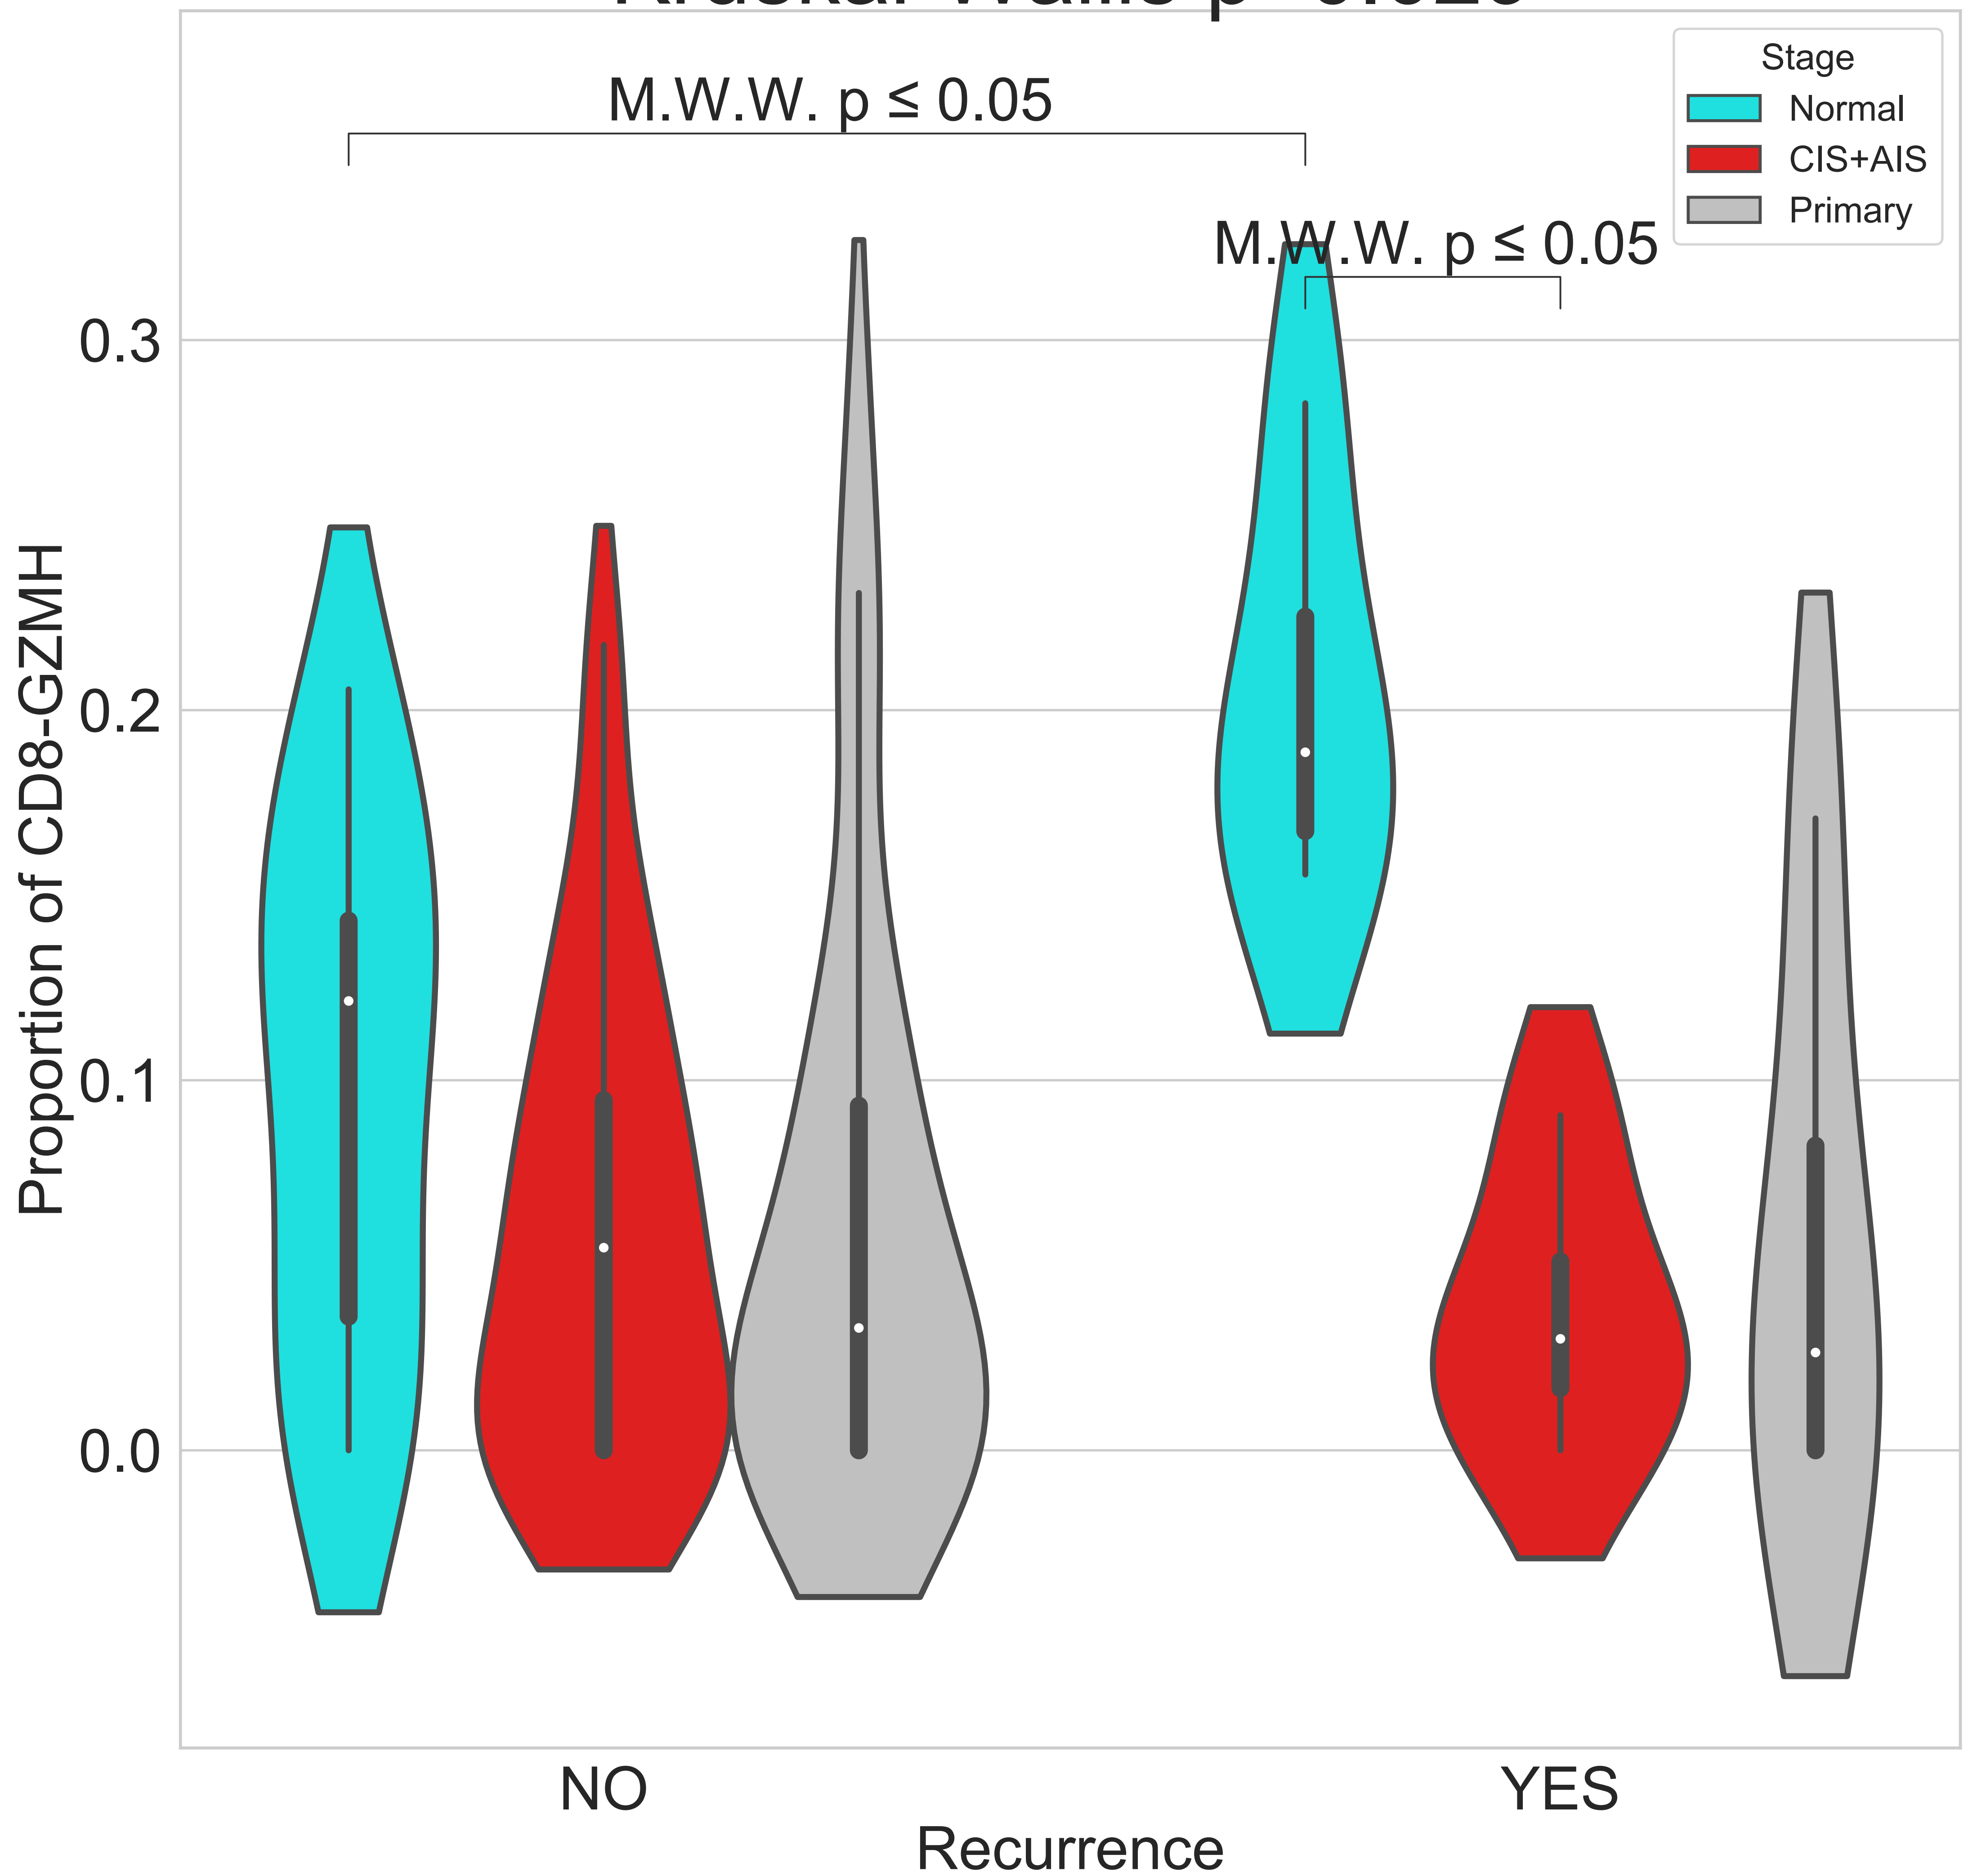 M.W.W. p ≤ 0.05
Stage
Normal
CIS+AIS
Primary
M.W.W. p ≤ 0.05
0.3
0.2
0.1
0.0
Proportion of CD8-GZMH
NO
YES
Recurrence